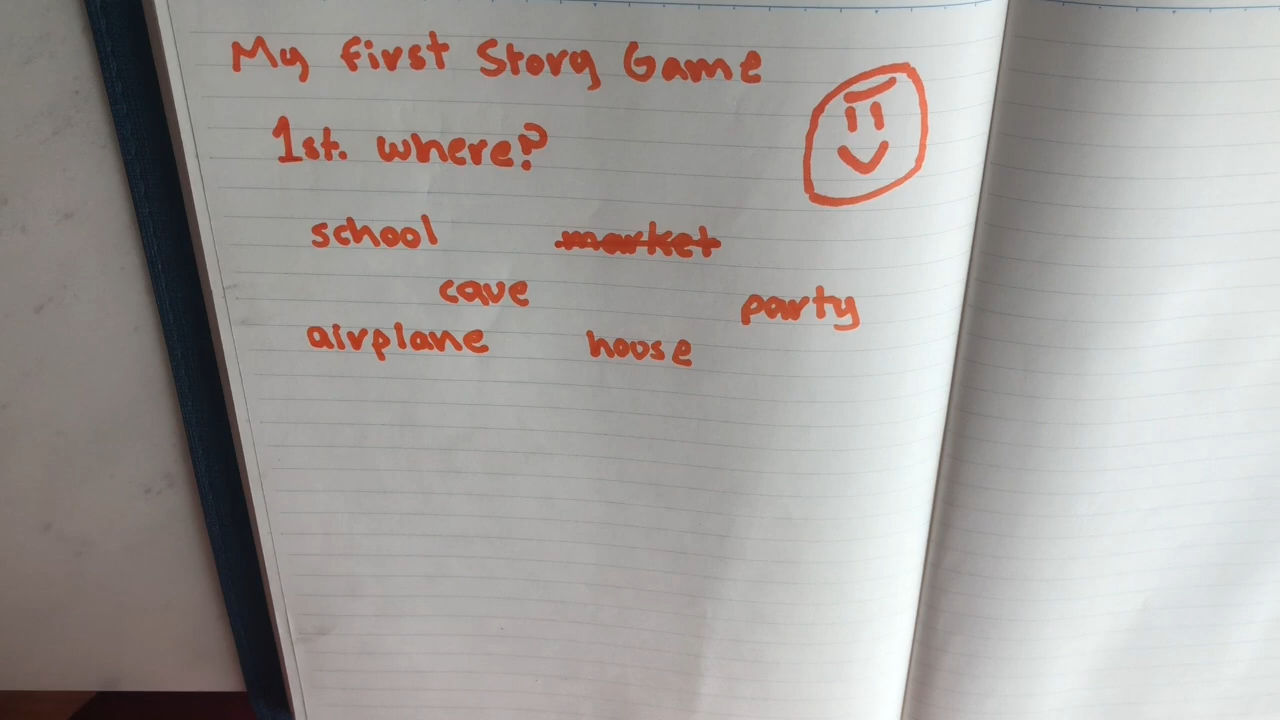 My first Story Game
1st. where?
school market
cave party
airplane house